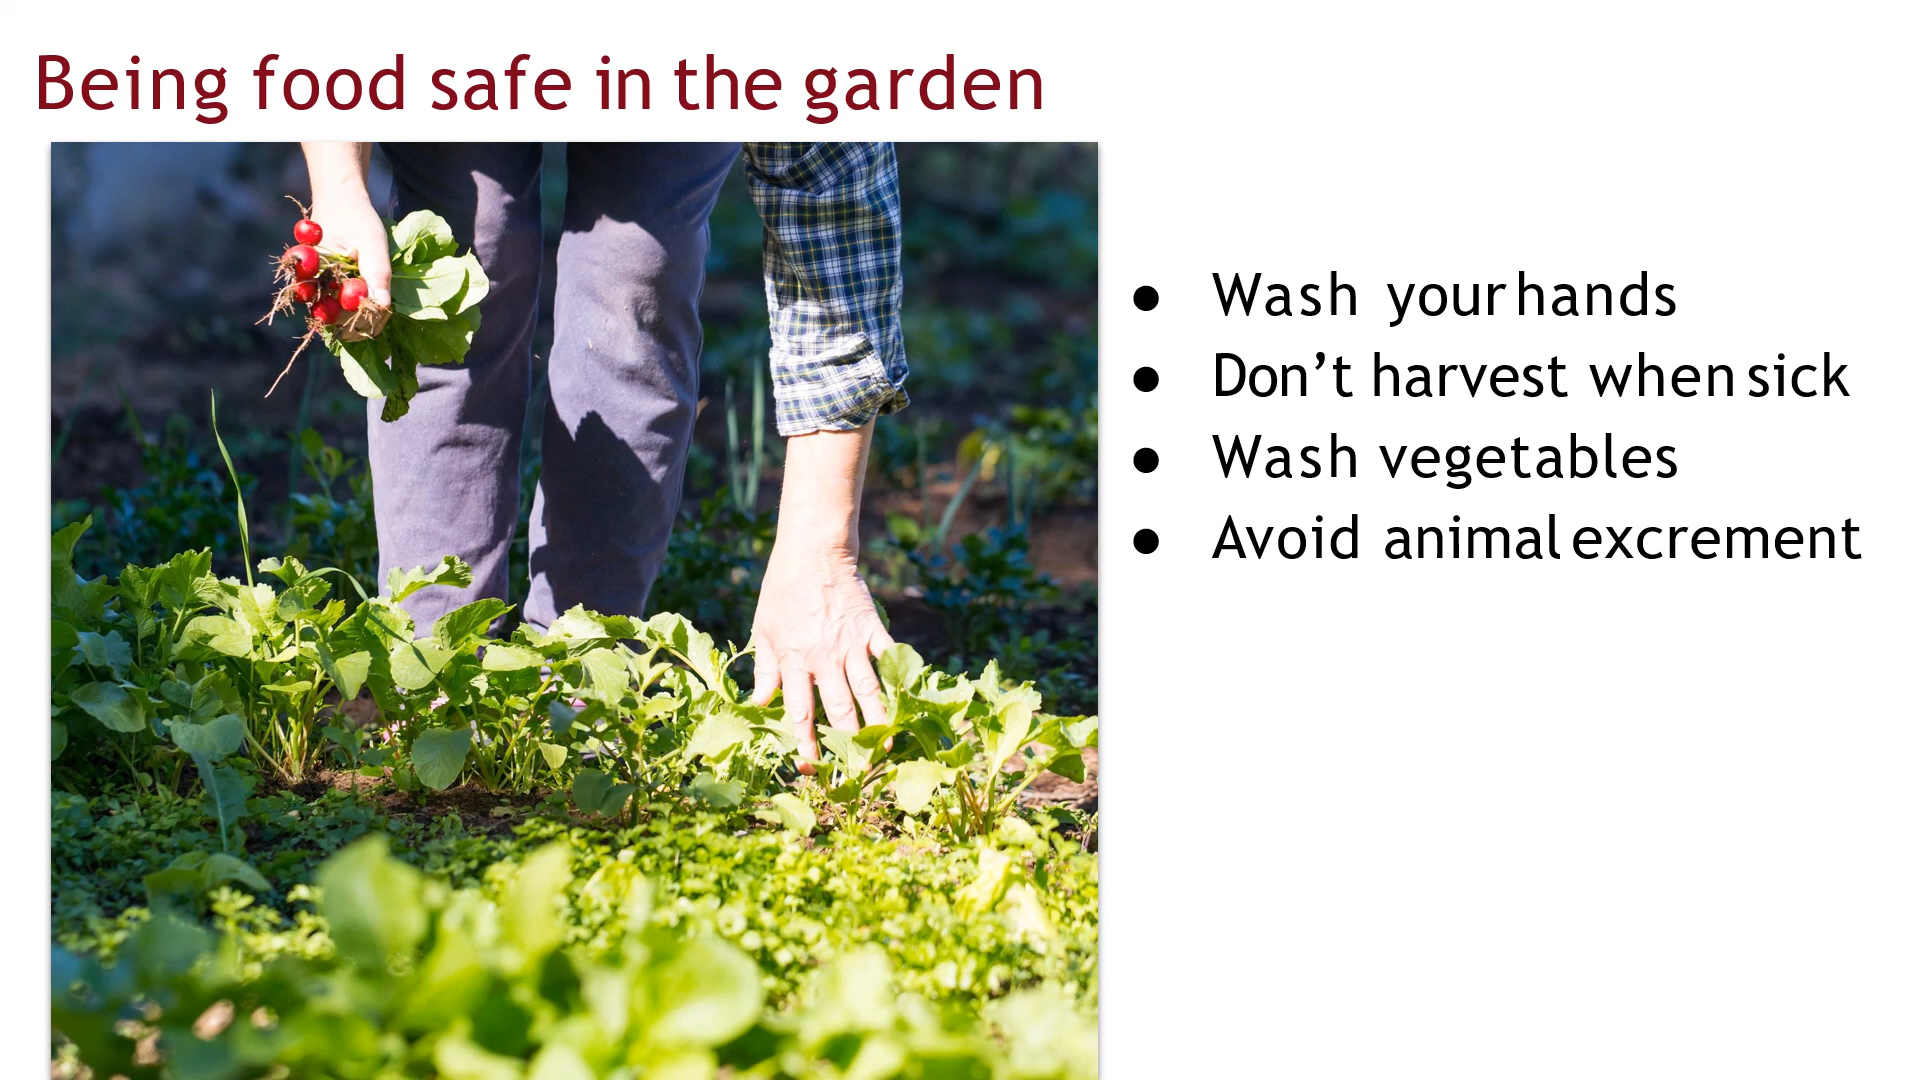 Being food safe in the garden
● Wash your hands
● Don’t harvest when sick
● Wash vegetables
● Avoid animal excrement